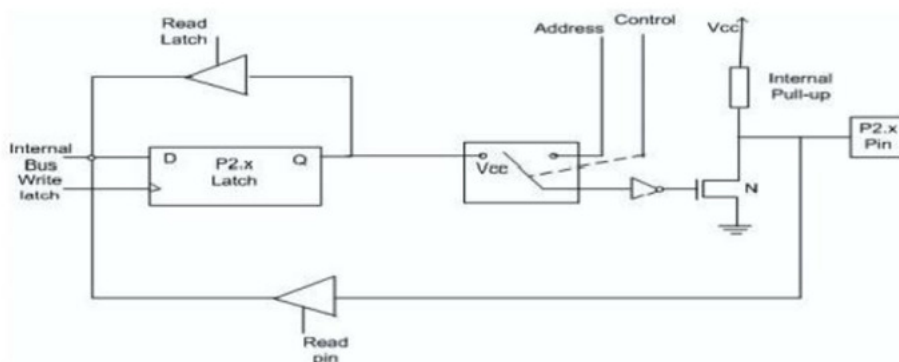 Read
Latch
Address
Control
Vcc
Internal
Pull-up
P2.x
Pin
Internal
Bus
Write
latch
D
P2.x
Latch
Q
Vcc
N
Read
pin